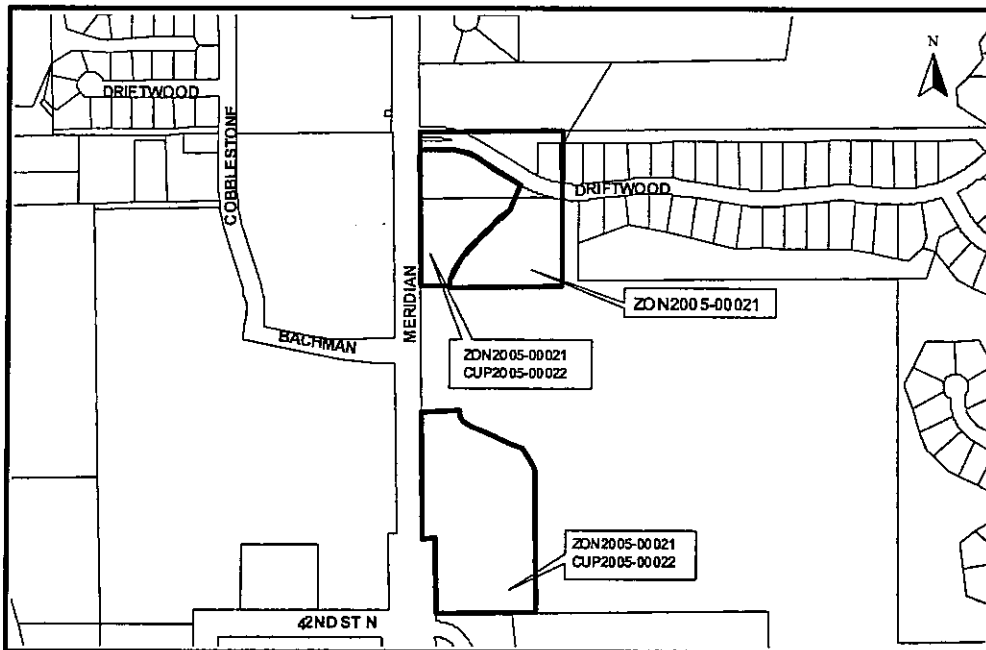 N
DRIFTWOOD
COBBLESTONE
DRIFTWOOD
MERIDIAN
ZON2005-00021
BACHMAN
ZON2005-00021
CUP2005-00022
ZON2005-00021
CUP2005-00022
42ND ST N